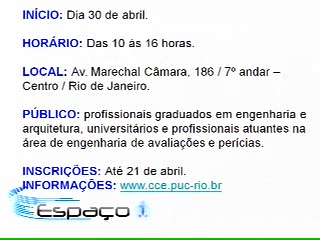 INÍCIO: Dia 30 de abril.
HORÁRIO: Das 10 às 16 horas.
LOCAL: Av. Marechal Câmara, 186 / 7º andar –
Centro / Rio de Janeiro.
PÚBLICO: profissionais graduados em engenharia e
arquitetura, universitários e profissionais atuantes na
área de engenharia de avaliações e perícias.
INSCRIÇÕES: Até 21 de abril.
INFORMAÇÕES: www.cce.puc-rio.br
Espaço